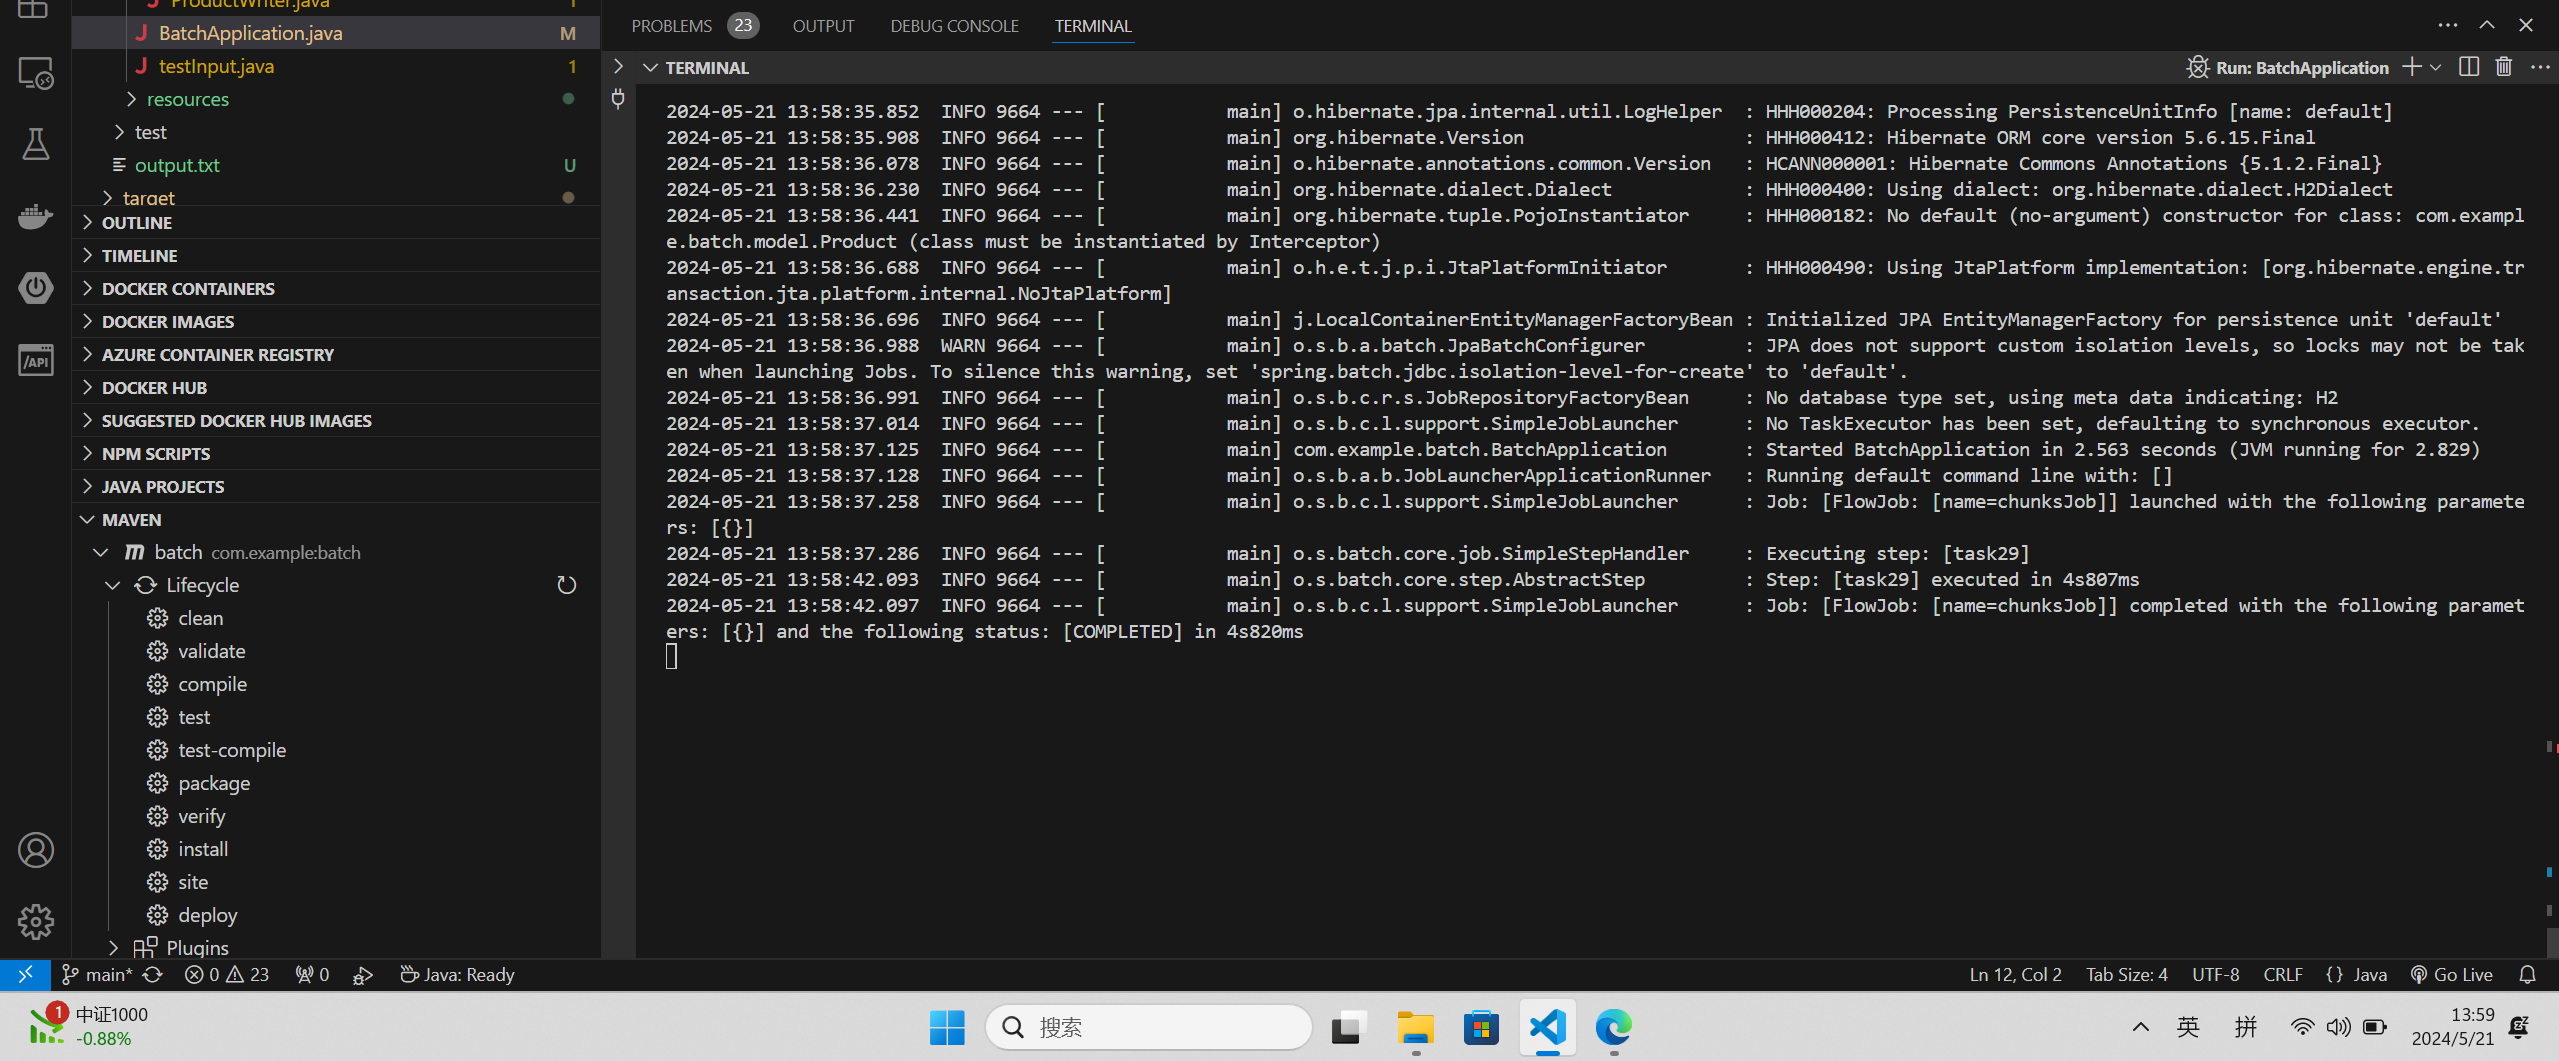 ProductWriter.java 1
BatchApplication.java M
testInput.java 1
resources
test
output.txt U
target
OUTLINE
TIMELINE
DOCKER CONTAINERS
DOCKER IMAGES
AZURE CONTAINER REGISTRY
DOCKER HUB
SUGGESTED DOCKER HUB IMAGES
NPM SCRIPTS
JAVA PROJECTS
MAVEN
batch com.example:batch
Lifecycle
clean
validate
compile
test
test-compile
package
verify
install
site
deploy
Plugins
/API
PROBLEMS 23 OUTPUT DEBUG CONSOLE TERMINAL
TERMINAL Run: BatchApplication
2024-05-21 13:58:35.852  INFO 9664 --- [           main] o.hibernate.jpa.internal.util.LogHelper  : HHH000204: Processing PersistenceUnitInfo [name: default]
2024-05-21 13:58:35.908  INFO 9664 --- [           main] org.hibernate.Version                    : HHH000412: Hibernate ORM core version 5.6.15.Final
2024-05-21 13:58:36.078  INFO 9664 --- [           main] o.hibernate.annotations.common.Version   : HCANN000001: Hibernate Commons Annotations {5.1.2.Final}
2024-05-21 13:58:36.230  INFO 9664 --- [           main] org.hibernate.dialect.Dialect            : HHH000400: Using dialect: org.hibernate.dialect.H2Dialect
2024-05-21 13:58:36.441  INFO 9664 --- [           main] org.hibernate.tuple.PojoInstantiator     : HHH000182: No default (no-argument) constructor for class: com.exampl
e.batch.model.Product (class must be instantiated by Interceptor)
2024-05-21 13:58:36.688  INFO 9664 --- [           main] o.h.e.t.j.p.i.JtaPlatformInitiator       : HHH000490: Using JtaPlatform implementation: [org.hibernate.engine.tr
ansaction.jta.platform.internal.NoJtaPlatform]
2024-05-21 13:58:36.696  INFO 9664 --- [           main] j.LocalContainerEntityManagerFactoryBean : Initialized JPA EntityManagerFactory for persistence unit 'default'
2024-05-21 13:58:36.988  WARN 9664 --- [           main] o.s.b.a.batch.JpaBatchConfigurer         : JPA does not support custom isolation levels, so locks may not be tak
en when launching Jobs. To silence this warning, set 'spring.batch.jdbc.isolation-level-for-create' to 'default'.
2024-05-21 13:58:36.991  INFO 9664 --- [           main] o.s.b.c.r.s.JobRepositoryFactoryBean     : No database type set, using meta data indicating: H2
2024-05-21 13:58:37.014  INFO 9664 --- [           main] o.s.b.c.l.support.SimpleJobLauncher      : No TaskExecutor has been set, defaulting to synchronous executor.
2024-05-21 13:58:37.125  INFO 9664 --- [           main] com.example.batch.BatchApplication       : Started BatchApplication in 2.563 seconds (JVM running for 2.829)
2024-05-21 13:58:37.128  INFO 9664 --- [           main] o.s.b.a.b.JobLauncherApplicationRunner   : Running default command line with: []
2024-05-21 13:58:37.258  INFO 9664 --- [           main] o.s.b.c.l.support.SimpleJobLauncher      : Job: [FlowJob: [name=chunksJob]] launched with the following paramete
rs: [{}]
2024-05-21 13:58:37.286  INFO 9664 --- [           main] o.s.batch.core.job.SimpleStepHandler     : Executing step: [task29]
2024-05-21 13:58:42.093  INFO 9664 --- [           main] o.s.batch.core.step.AbstractStep         : Step: [task29] executed in 4s807ms
2024-05-21 13:58:42.097  INFO 9664 --- [           main] o.s.b.c.l.support.SimpleJobLauncher      : Job: [FlowJob: [name=chunksJob]] completed with the following paramet
ers: [{}] and the following status: [COMPLETED] in 4s820ms
main* 0 23 0 Java: Ready Ln 12, Col 2 Tab Size: 4 UTF-8 CRLF {} Java Go Live
1 中证1000
-0.88%
搜索
英 拼
13:59
2024/5/21